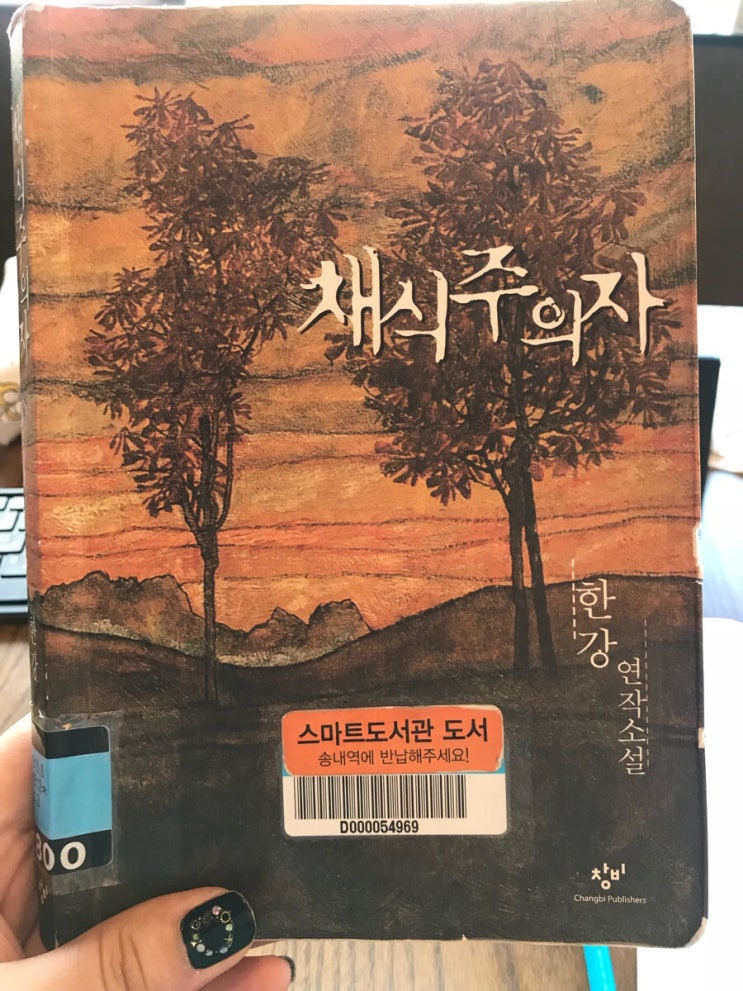 채식주의자
한강
연작소설
스마트도서관 도서
송내역에 반납해주세요!
D000054969
창비
Changbi Publishers